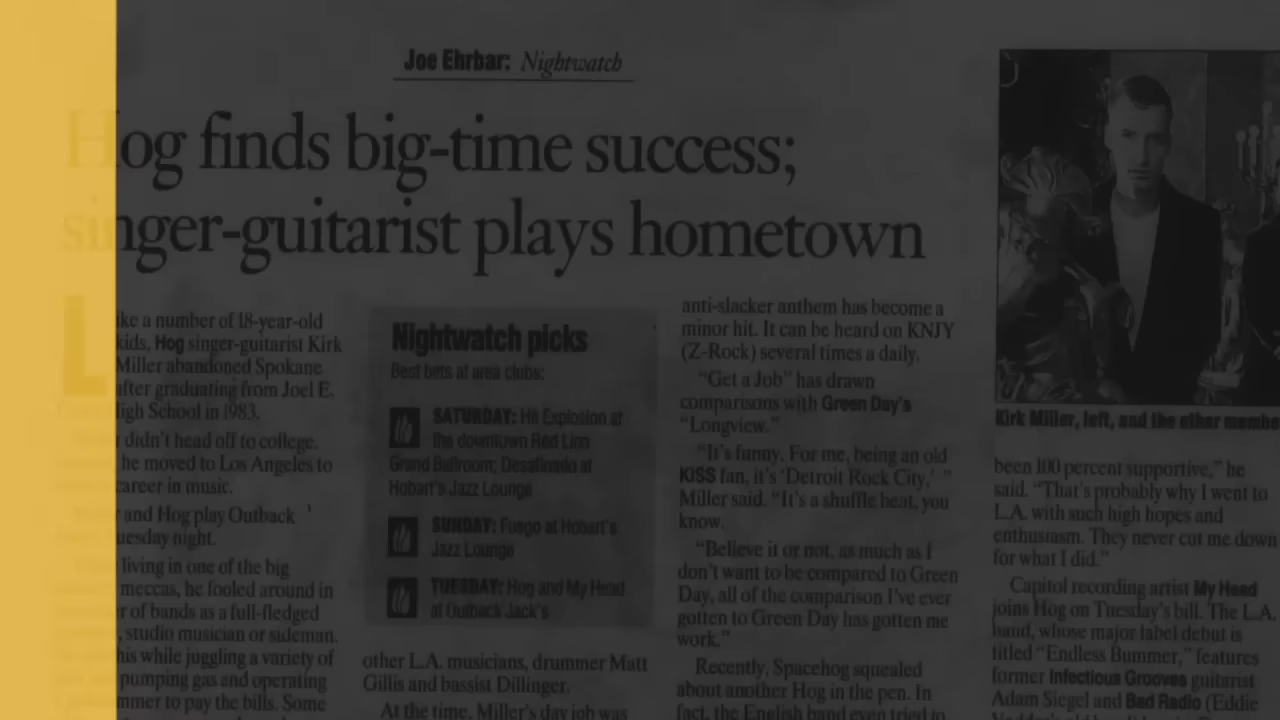 Joe Ehrbar: Nightwatch
Hog finds big-time success;
singer-guitarist plays hometown
Like a number of 18-year-old
kids, Hog singer-guitarist Kirk
Miller abandoned Spokane
after graduating from Joel E.
High School in 1983.
didn't head off to college.
he moved to Los Angeles to
career in music.
and Hog play Outback
Tuesday night.
living in one of the big
meccas, he fooled around in
of bands as a full-fledged
, studio musician or sideman.
this while juggling a variety of
pumping gas and operating
to pay the bills. Some
Nightwatch picks
Best bets at area clubs:
SATURDAY: Hit Explosion at
the downtown Red Lion
Grand Ballroom; Desafinado at
Hobart's Jazz Lounge
SUNDAY: Fuego at Hobart's
Jazz Lounge
TUESDAY: Hog and My Head
at Outback Jack's
other L.A. musicians, drummer Matt
Gillis and bassist Dillinger.
At the time, Miller's day job was
anti-slacker anthem has become a
minor hit. It can be heard on KNJY
(Z-Rock) several times a daily.
"Get a Job" has drawn
comparisons with Green Day's
"Longview."
"It's funny. For me, being an old
KISS fan, it's 'Detroit Rock City,' "
Miller said. "It's a shuffle beat, you
know.
"Believe it or not, as much as I
don't want to be compared to Green
Day, all of the comparison I've ever
gotten to Green Day has gotten me
work."
Recently, Spacehog squealed
about another Hog in the pen. In
fact, the English band even tried to
Kirk Miller, left, and the other membe
been 100 percent supportive," he
said. "That's probably why I went to
L.A. with such high hopes and
enthusiasm. They never cut me down
for what I did."
Capitol recording artist My Head
joins Hog on Tuesday's bill. The L.A.
band, whose major label debut is
titled "Endless Bummer," features
former Infectious Grooves guitarist
Adam Siegel and Bad Radio (Eddie